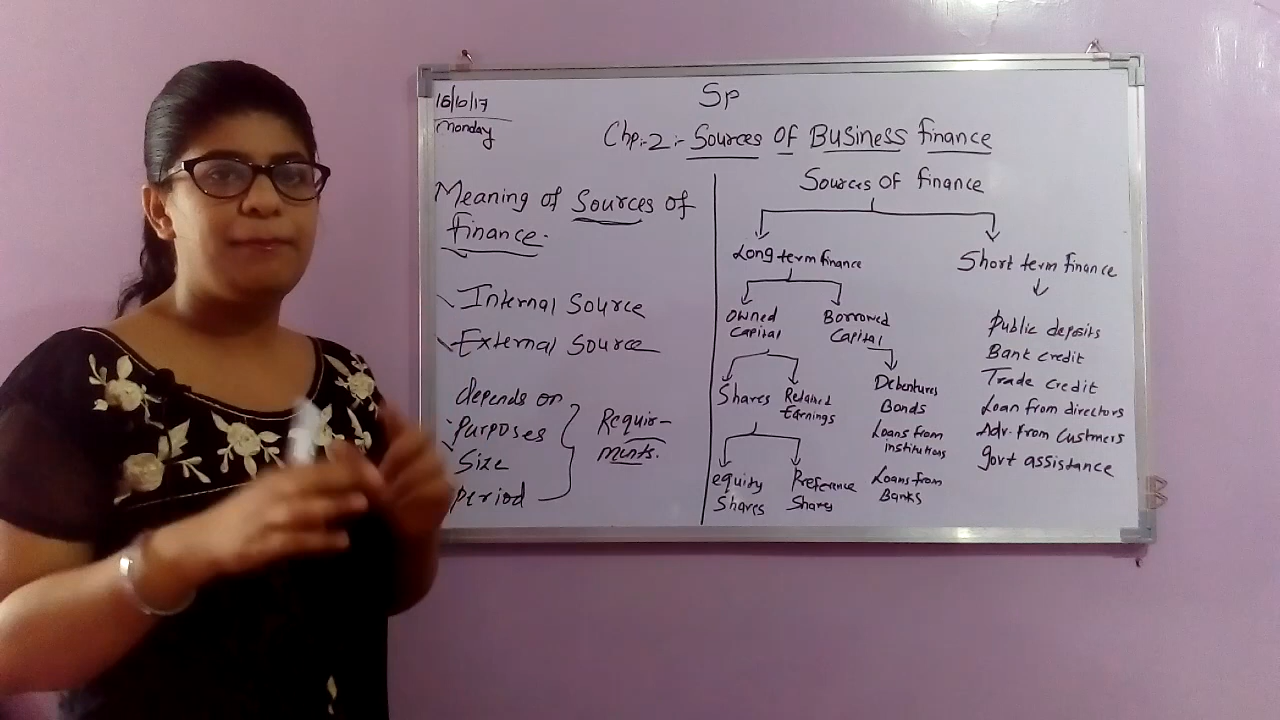 16/10/17
Monday
Sp
Chp:-2:- Sources Of Business finance
Meaning of Sources of
finance.
Internal Source
External Source
depends on
Purposes
Size
period
Requir-
ments.
Sources of finance
Long term finance
Short term finance
Owned
Capital
Borrowed
Capital
Shares
Retained
Earnings
equity
Shares
Preference
Shares
Debentures
Bonds
Loans from
institutions
Loans from
Banks
Public deposits
Bank credit
Trade credit
Loan from directors
Adv. from Custmers
govt assistance